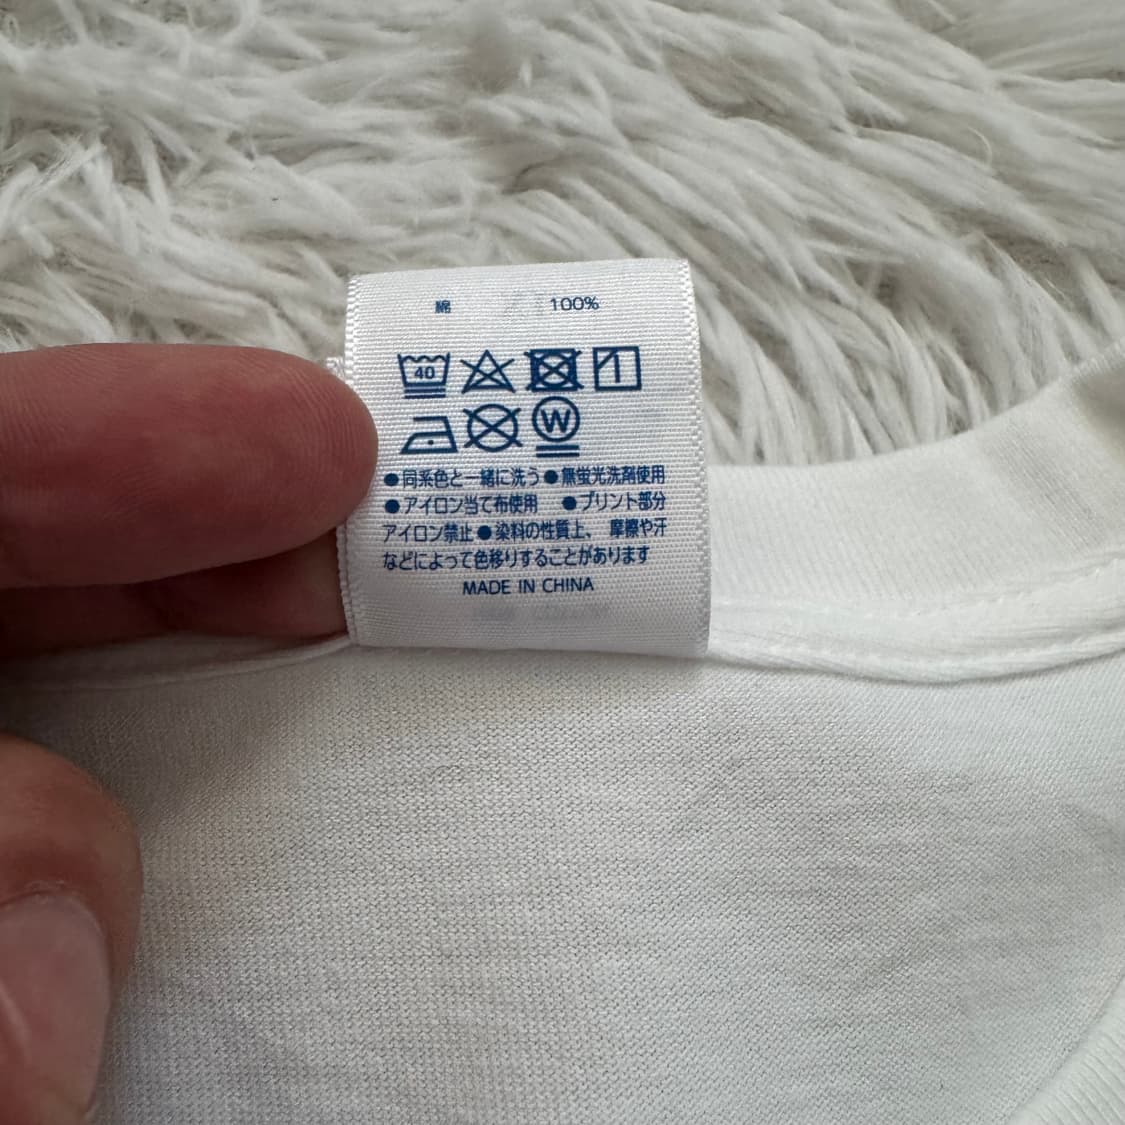 綿 100%
40
W
●同系色と一緒に洗う●無蛍光洗剤使用
●アイロン当て布使用 ●プリント部分
アイロン禁止●染料の性質上、摩擦や汗
などによって色移りすることがあります
MADE IN CHINA